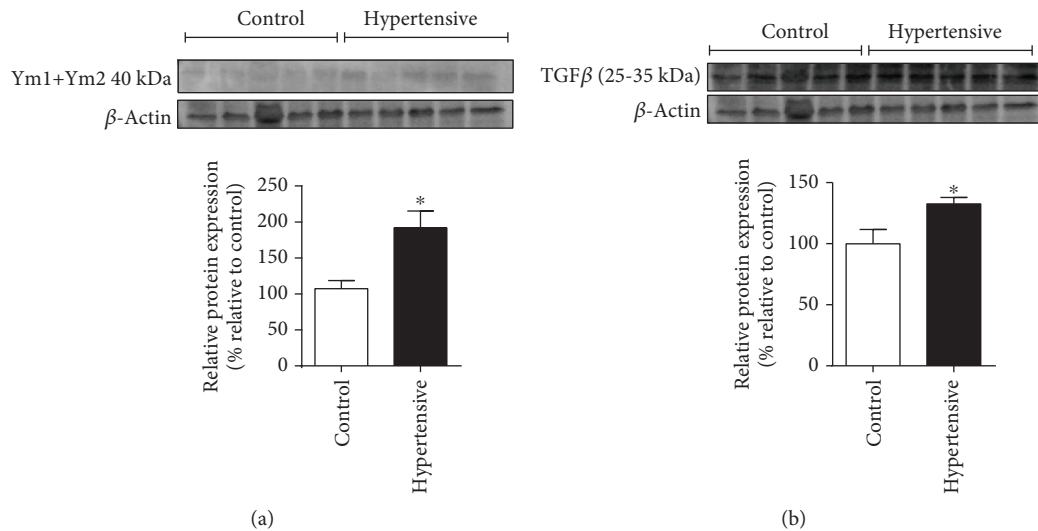 Control Hypertensive
Ym1+Ym2 40 kDa
β-Actin
Relative protein expression
(% relative to control)
250
200
150
100
50
0
*
Control
Hypertensive
(a)
Control Hypertensive
TGFβ (25-35 kDa)
β-Actin
Relative protein expression
(% relative to control)
150
100
50
0
*
Control
Hypertensive
(b)